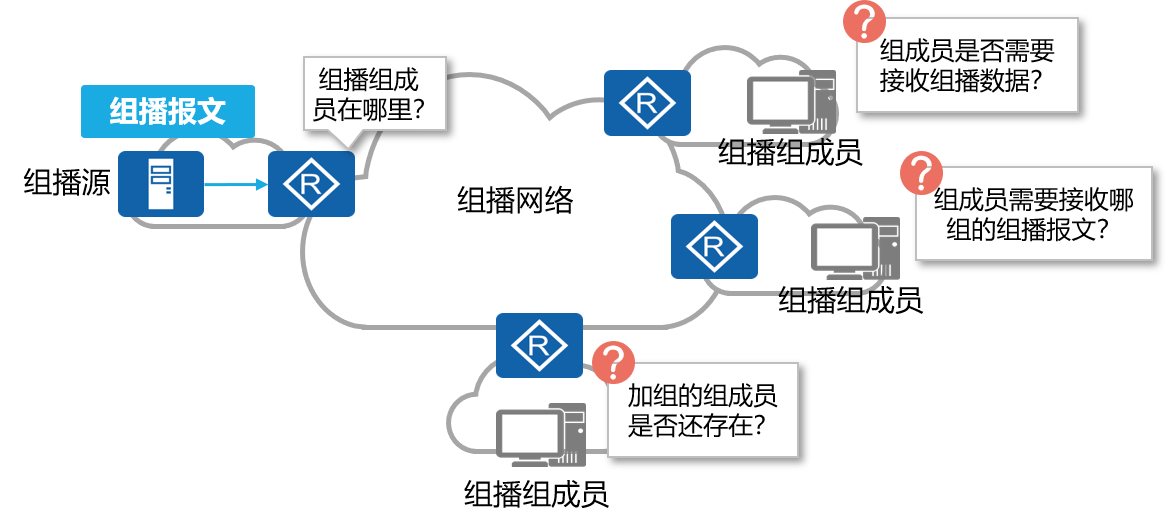 组播报文
组播源
组播组成
员在哪里？
R
组播网络
R
组播组成员
组成员是否需要
接收组播数据？
R
组播组成员
组成员需要接收哪
组的组播报文？
R
组播组成员
加组的组成员
是否还存在？
?
?
?